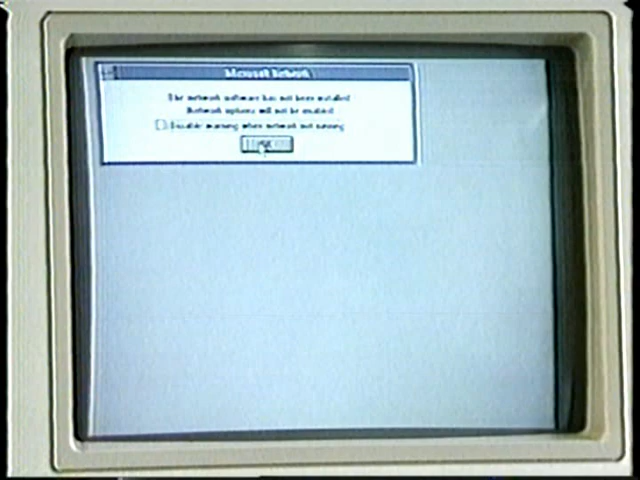 Microsoft Network
The network software has not been installed
Network options will not be enabled
Disable warning when network not running
OK